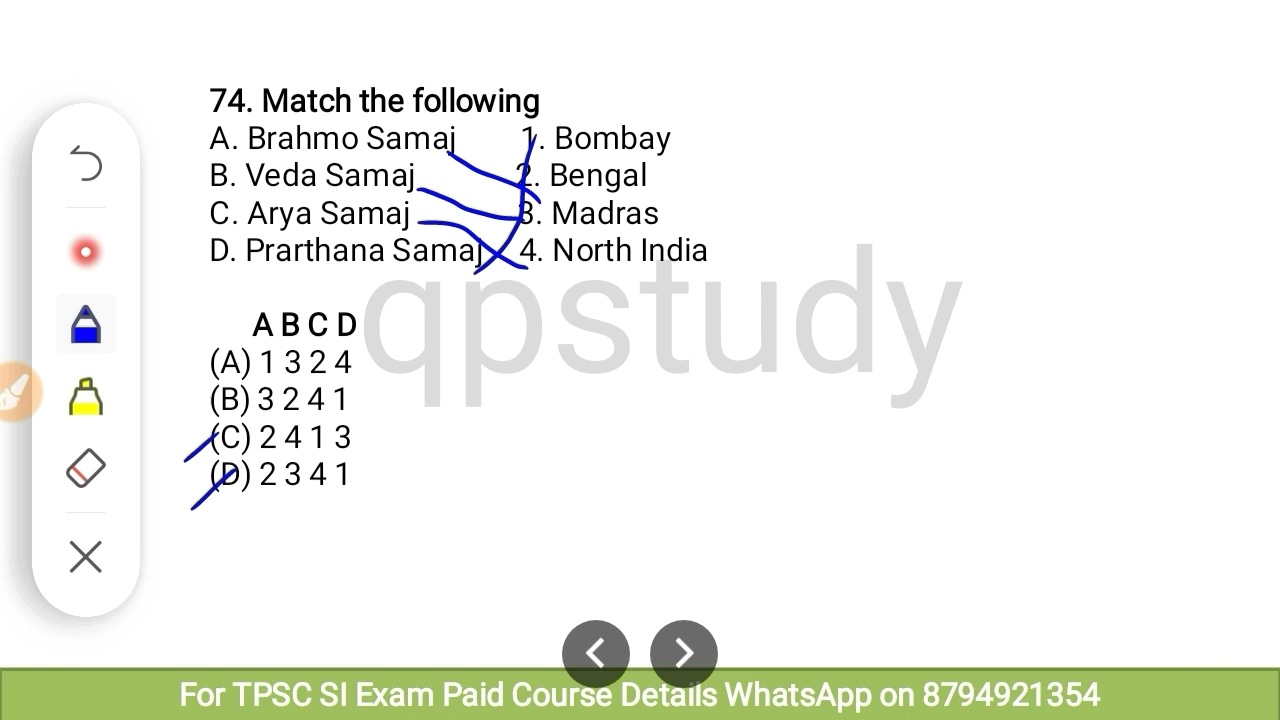 74. Match the following
A. Brahmo Samaj 1. Bombay
B. Veda Samaj 2. Bengal
C. Arya Samaj 3. Madras
D. Prarthana Samaj 4. North India
qpstudy
A B C D
(A) 1 3 2 4
(B) 3 2 4 1
(C) 2 4 1 3
(D) 2 3 4 1
For TPSC SI Exam Paid Course Details WhatsApp on 8794921354